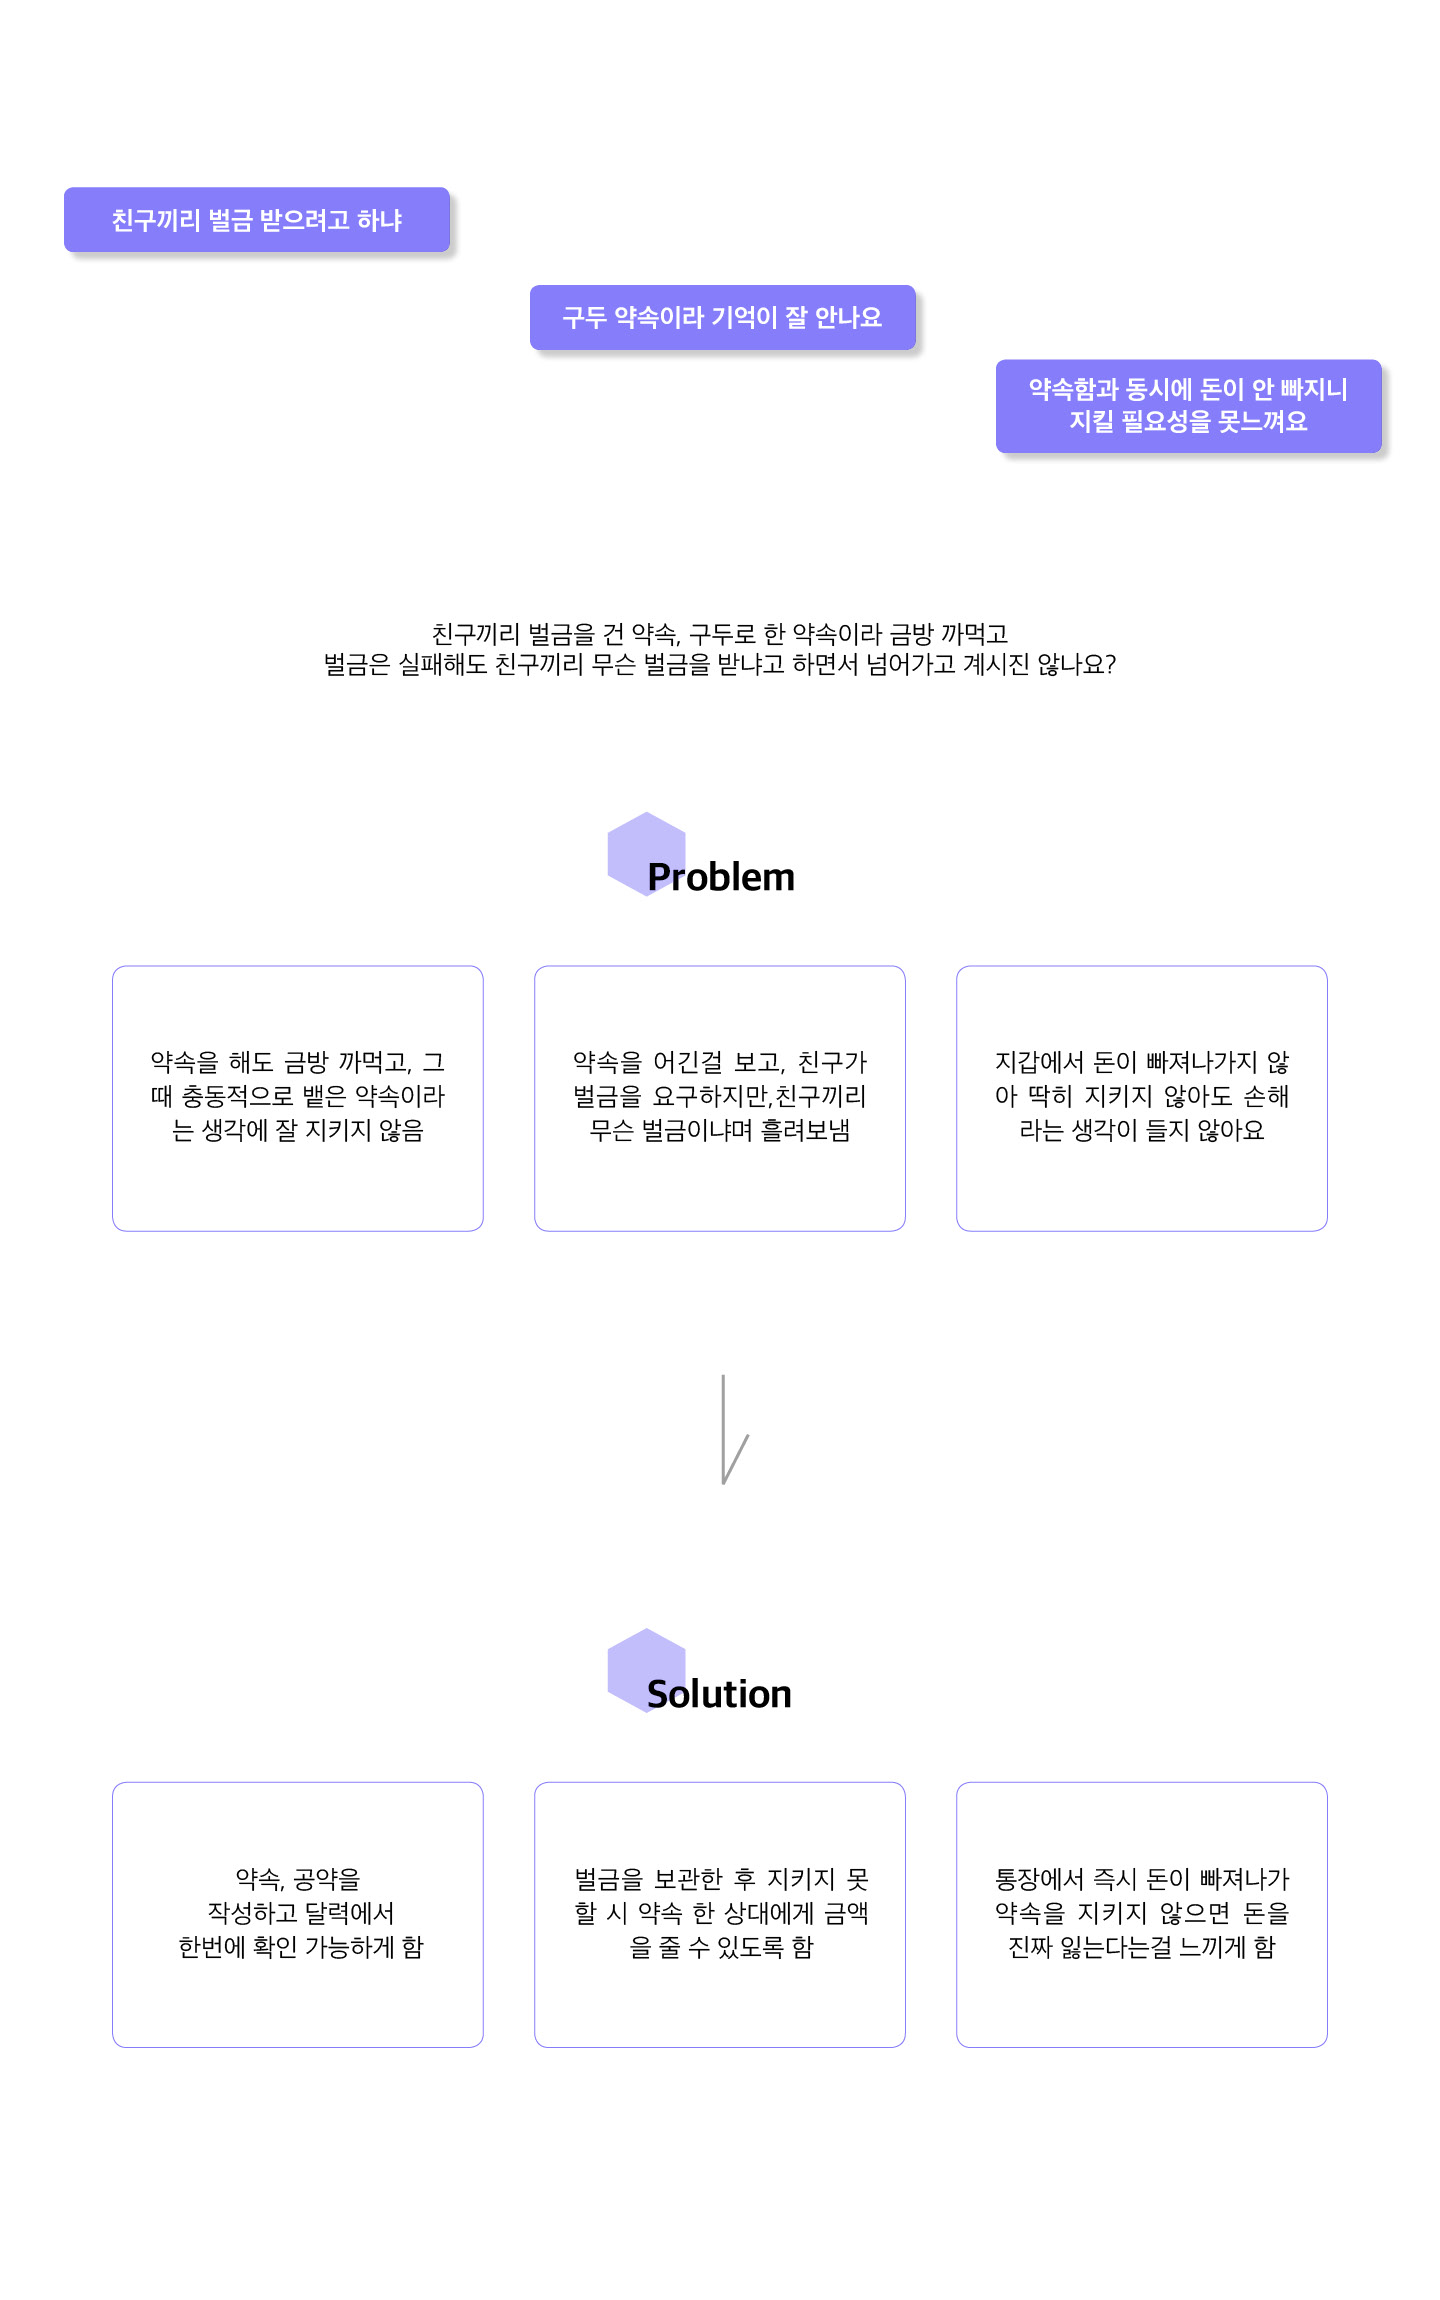 친구끼리 벌금 받으려고 하냐
구두 약속이라 기억이 잘 안나요
약속함과 동시에 돈이 안 빠지니
지킬 필요성을 못느껴요
친구끼리 벌금을 건 약속, 구두로 한 약속이라 금방 까먹고
벌금은 실패해도 친구끼리 무슨 벌금을 받냐고 하면서 넘어가고 계시진 않나요?
Problem
약속을 해도 금방 까먹고, 그
때 충동적으로 뱉은 약속이라
는 생각에 잘 지키지 않음
약속을 어긴걸 보고, 친구가
벌금을 요구하지만,친구끼리
무슨 벌금이냐며 흘려보냄
지갑에서 돈이 빠져나가지 않
아 딱히 지키지 않아도 손해
라는 생각이 들지 않아요
Solution
약속, 공약을
작성하고 달력에서
한번에 확인 가능하게 함
벌금을 보관한 후 지키지 못
할 시 약속 한 상대에게 금액
을 줄 수 있도록 함
통장에서 즉시 돈이 빠져나가
약속을 지키지 않으면 돈을
진짜 잃는다는걸 느끼게 함